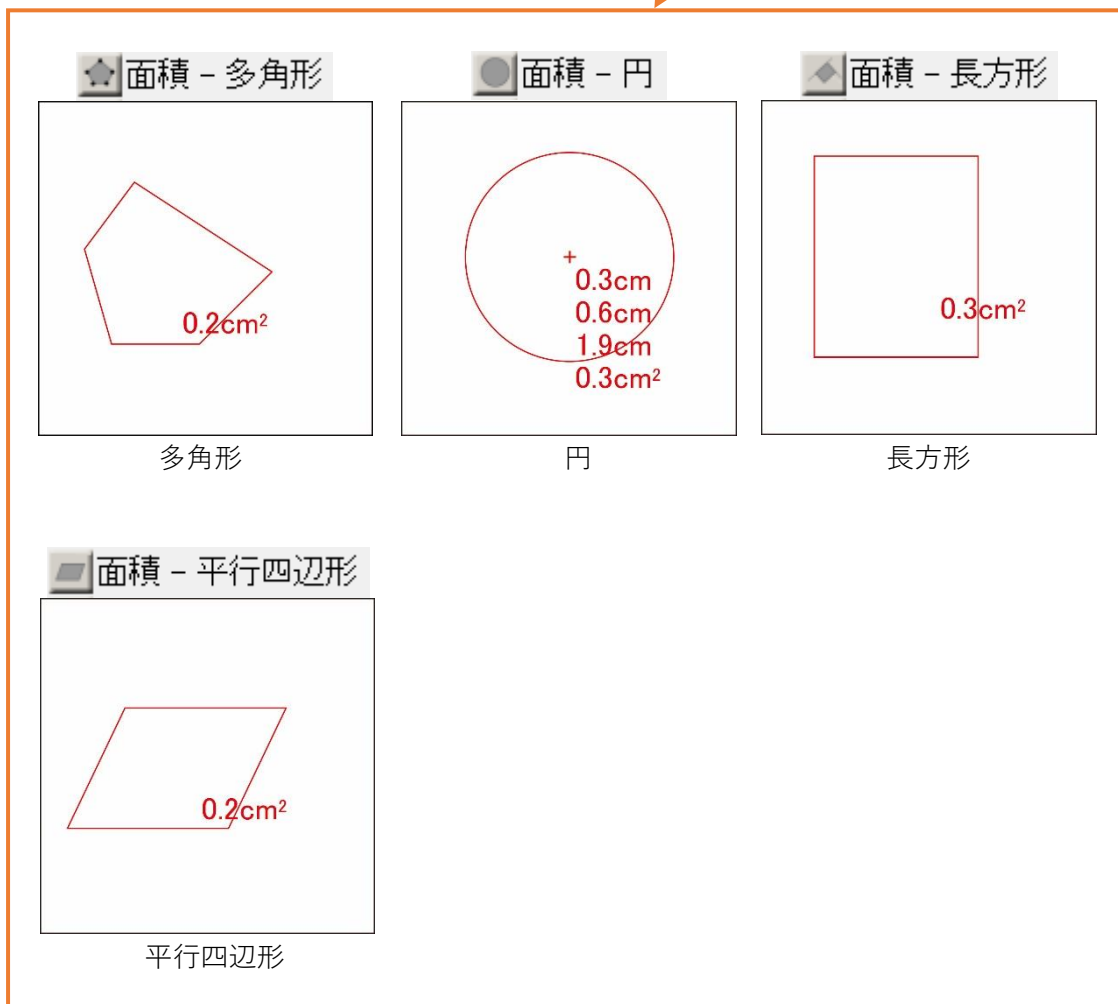 面積 – 多角形
0.2cm²
多角形
面積 – 円
0.3cm
0.6cm
1.9cm
0.3cm²
円
面積 – 長方形
0.3cm²
長方形
面積 – 平行四辺形
0.2cm²
平行四辺形